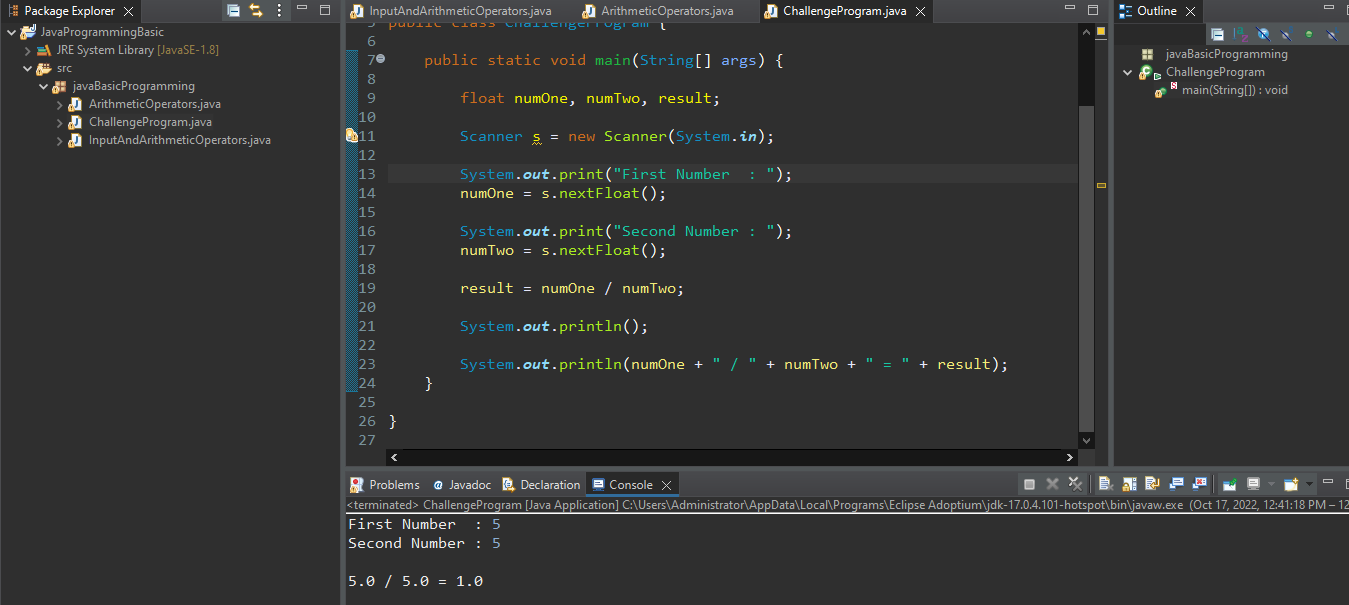 Package Explorer
JavaProgrammingBasic
JRE System Library [JavaSE-1.8]
src
javaBasicProgramming
ArithmeticOperators.java
ChallengeProgram.java
InputAndArithmeticOperators.java
InputAndArithmeticOperators.java
ArithmeticOperators.java
ChallengeProgram.java
5 public class ChallengeProgram {
6
7 public static void main(String[] args) {
8
9 float numOne, numTwo, result;
10
11 Scanner s = new Scanner(System.in);
12
13 System.out.print("First Number  : ");
14 numOne = s.nextFloat();
15
16 System.out.print("Second Number : ");
17 numTwo = s.nextFloat();
18
19 result = numOne / numTwo;
20
21 System.out.println();
22
23 System.out.println(numOne + " / " + numTwo + " = " + result);
24 }
25
26 }
27
Outline
javaBasicProgramming
ChallengeProgram
main(String[]) : void
Problems
Javadoc
Declaration
Console
<terminated> ChallengeProgram [Java Application] C:\Users\Administrator\AppData\Local\Programs\Eclipse Adoptium\jdk-17.0.4.101-hotspot\bin\javaw.exe (Oct 17, 2022, 12:41:18 PM – 12
First Number  : 5
Second Number : 5
5.0 / 5.0 = 1.0